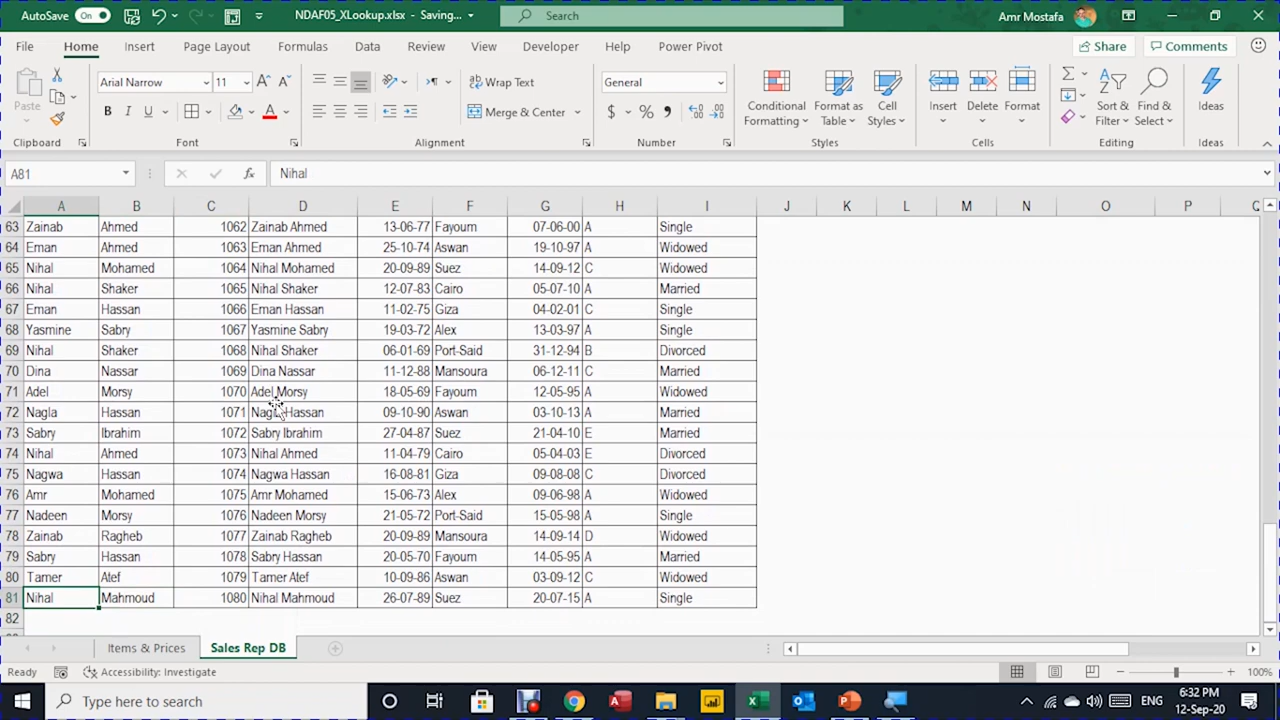 AutoSave On NDAF05_XLookup.xlsx - Saving... Search Amr Mostafa
File Home Insert Page Layout Formulas Data Review View Developer Help Power Pivot Share Comments
Arial Narrow 11 Wrap Text General
Paste B I U A Merge & Center $ % , Conditional Formatting Format as Table Cell Styles Insert Delete Format Sort & Filter Find & Select Ideas
Clipboard Font Alignment Number Styles Cells Editing Ideas
A81 fx Nihal
A B C D E F G H I J K L M N O P Q
63 Zainab Ahmed 1062 Zainab Ahmed 13-06-77 Fayoum 07-06-00 A Single
64 Eman Ahmed 1063 Eman Ahmed 25-10-74 Aswan 19-10-97 A Widowed
65 Nihal Mohamed 1064 Nihal Mohamed 20-09-89 Suez 14-09-12 C Widowed
66 Nihal Shaker 1065 Nihal Shaker 12-07-83 Cairo 05-07-10 A Married
67 Eman Hassan 1066 Eman Hassan 11-02-75 Giza 04-02-01 C Single
68 Yasmine Sabry 1067 Yasmine Sabry 19-03-72 Alex 13-03-97 A Single
69 Nihal Shaker 1068 Nihal Shaker 06-01-69 Port-Said 31-12-94 B Divorced
70 Dina Nassar 1069 Dina Nassar 11-12-88 Mansoura 06-12-11 C Married
71 Adel Morsy 1070 Adel Morsy 18-05-69 Fayoum 12-05-95 A Widowed
72 Nagla Hassan 1071 Nagla Hassan 09-10-90 Aswan 03-10-13 A Married
73 Sabry Ibrahim 1072 Sabry Ibrahim 27-04-87 Suez 21-04-10 E Married
74 Nihal Ahmed 1073 Nihal Ahmed 11-04-79 Cairo 05-04-03 E Divorced
75 Nagwa Hassan 1074 Nagwa Hassan 16-08-81 Giza 09-08-08 C Divorced
76 Amr Mohamed 1075 Amr Mohamed 15-06-73 Alex 09-06-98 A Widowed
77 Nadeen Morsy 1076 Nadeen Morsy 21-05-72 Port-Said 15-05-98 A Single
78 Zainab Ragheb 1077 Zainab Ragheb 20-09-89 Mansoura 14-09-14 D Widowed
79 Sabry Hassan 1078 Sabry Hassan 20-05-70 Fayoum 14-05-95 A Married
80 Tamer Atef 1079 Tamer Atef 10-09-86 Aswan 03-09-12 C Widowed
81 Nihal Mahmoud 1080 Nihal Mahmoud 26-07-89 Suez 20-07-15 A Single
82
Items & Prices Sales Rep DB
Ready Accessibility: Investigate 100%
Type here to search ENG 6:32 PM
12-Sep-20